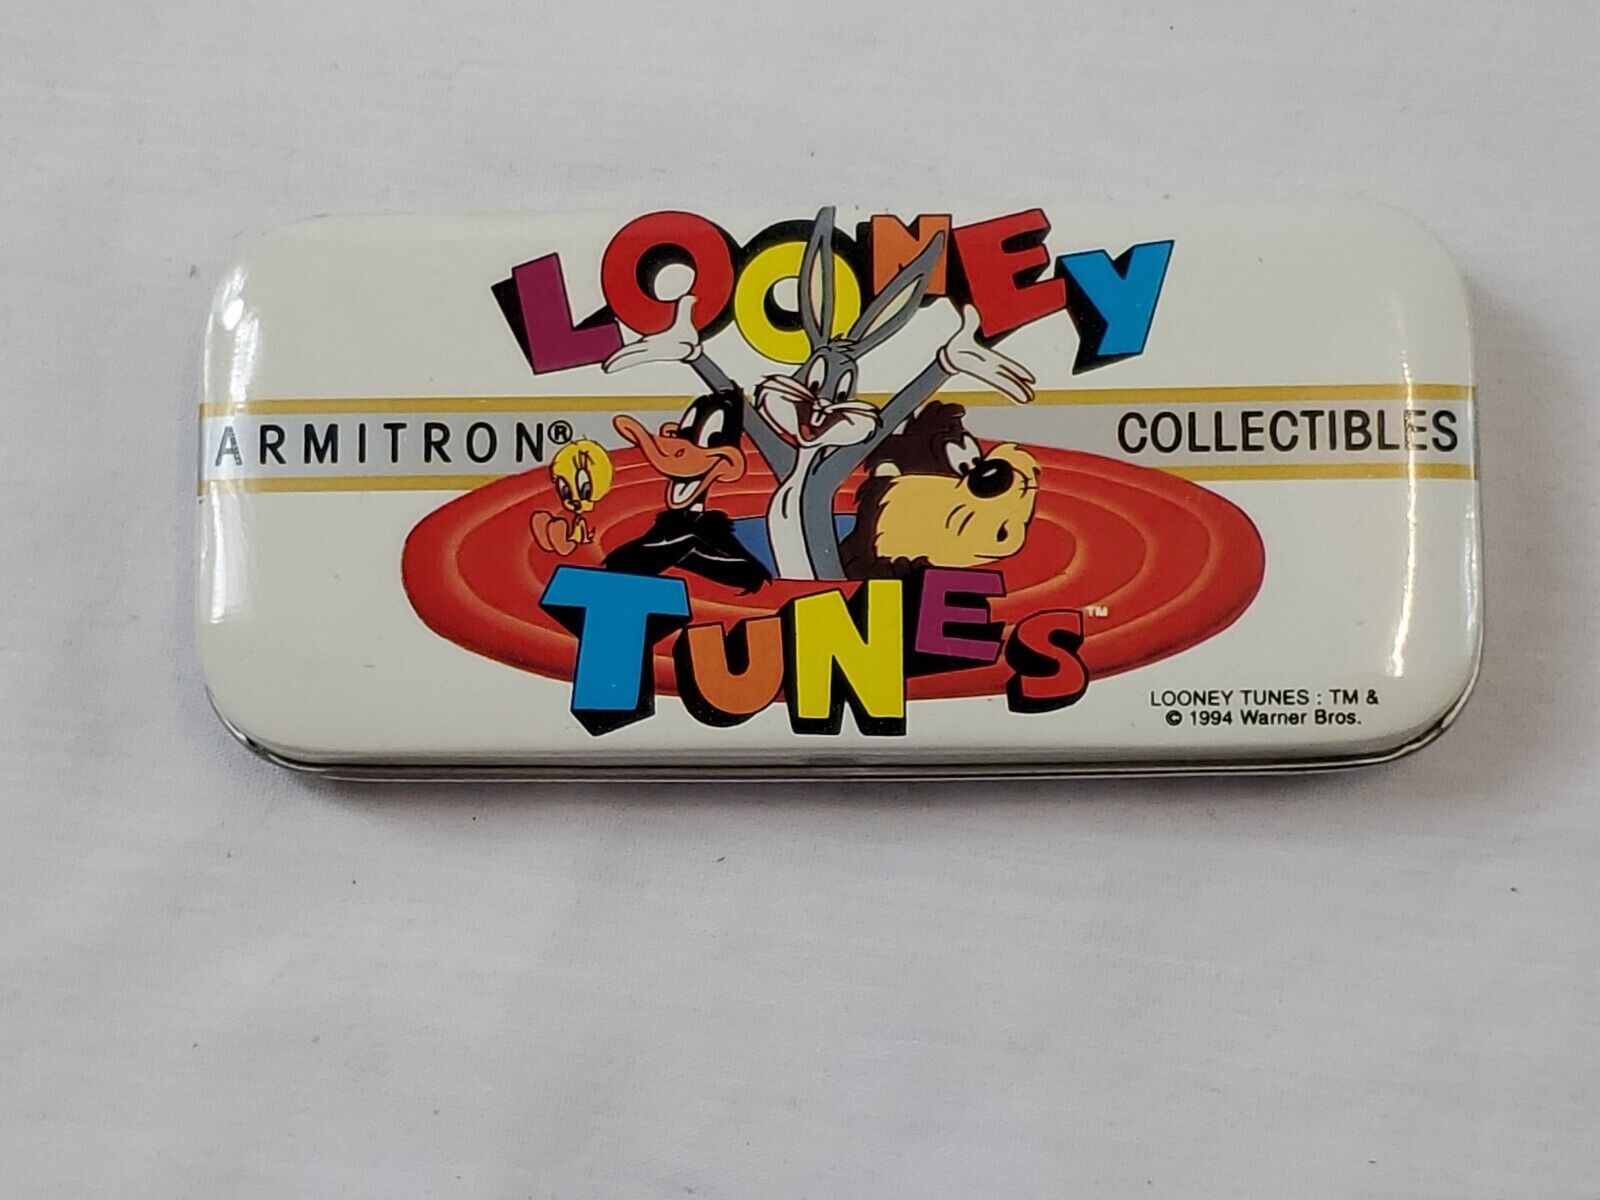 LOONEY
ARMITRON® COLLECTIBLES
TUNES™
LOONEY TUNES : TM &
© 1994 Warner Bros.